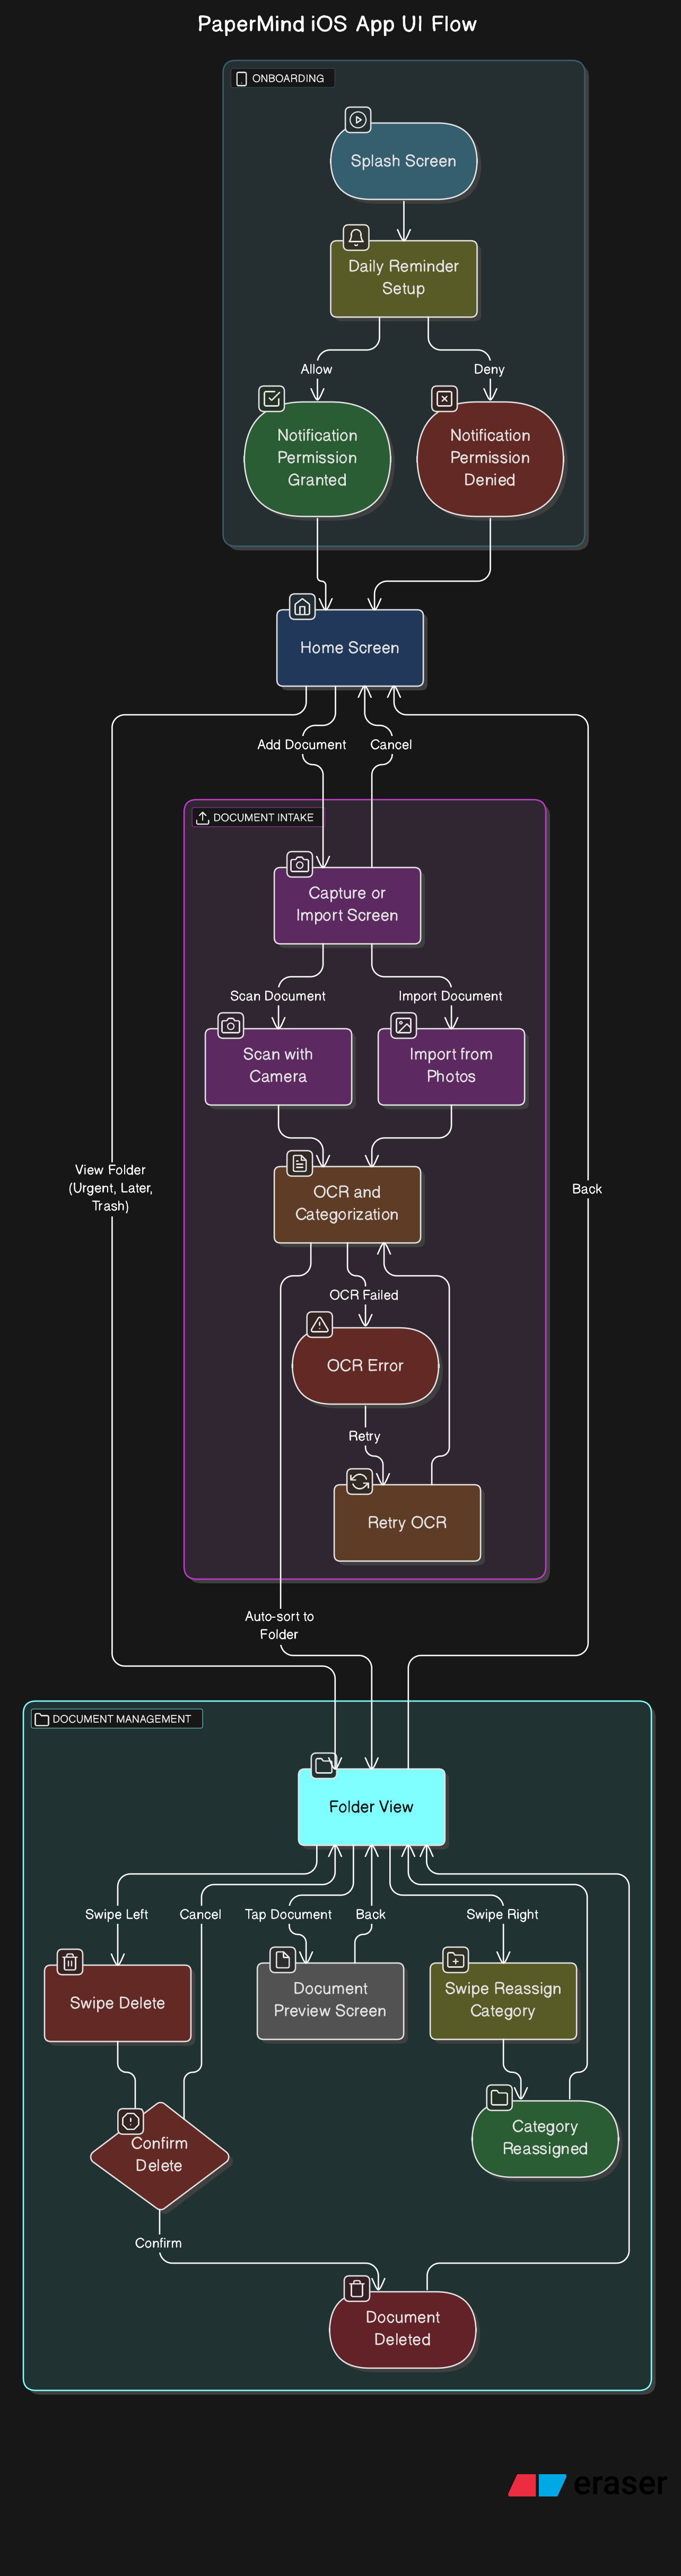 PaperMind iOS App UI Flow
ONBOARDING
Splash Screen
Daily Reminder
Setup
Allow
Deny
Notification
Permission
Granted
Notification
Permission
Denied
Home Screen
Add Document
Cancel
DOCUMENT INTAKE
Capture or
Import Screen
Scan Document
Import Document
Scan with
Camera
Import from
Photos
View Folder
(Urgent, Later,
Trash)
Back
OCR and
Categorization
OCR Failed
OCR Error
Retry
Retry OCR
Auto-sort to
Folder
DOCUMENT MANAGEMENT
Folder View
Swipe Left
Cancel
Tap Document
Back
Swipe Right
Swipe Delete
Document
Preview Screen
Swipe Reassign
Category
Confirm
Delete
Category
Reassigned
Confirm
Document
Deleted
eraser